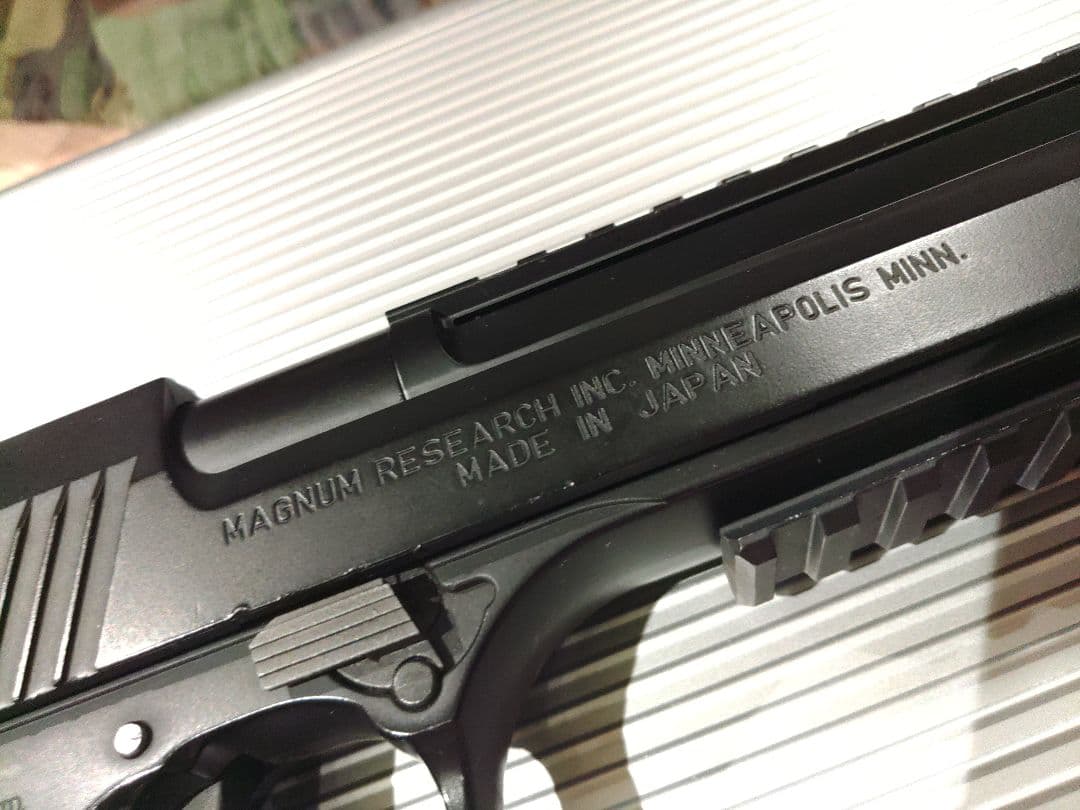 MAGNUM RESEARCH INC. MINNEAPOLIS MINN.
MADE IN JAPAN